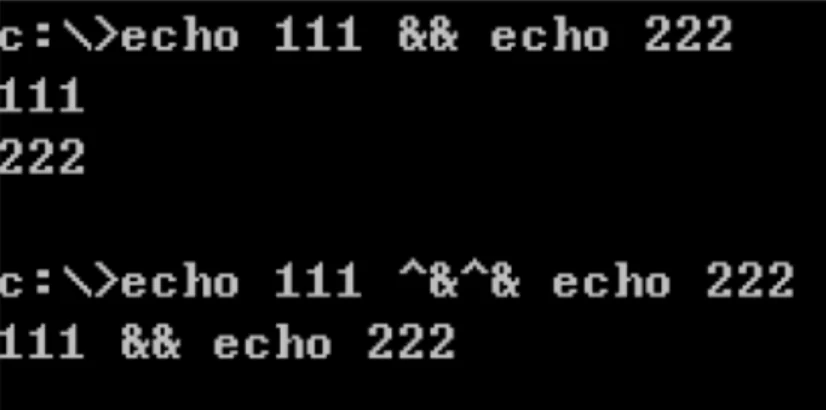 c:\>echo 111 && echo 222
111
222
c:\>echo 111 ^&^& echo 222
111 && echo 222